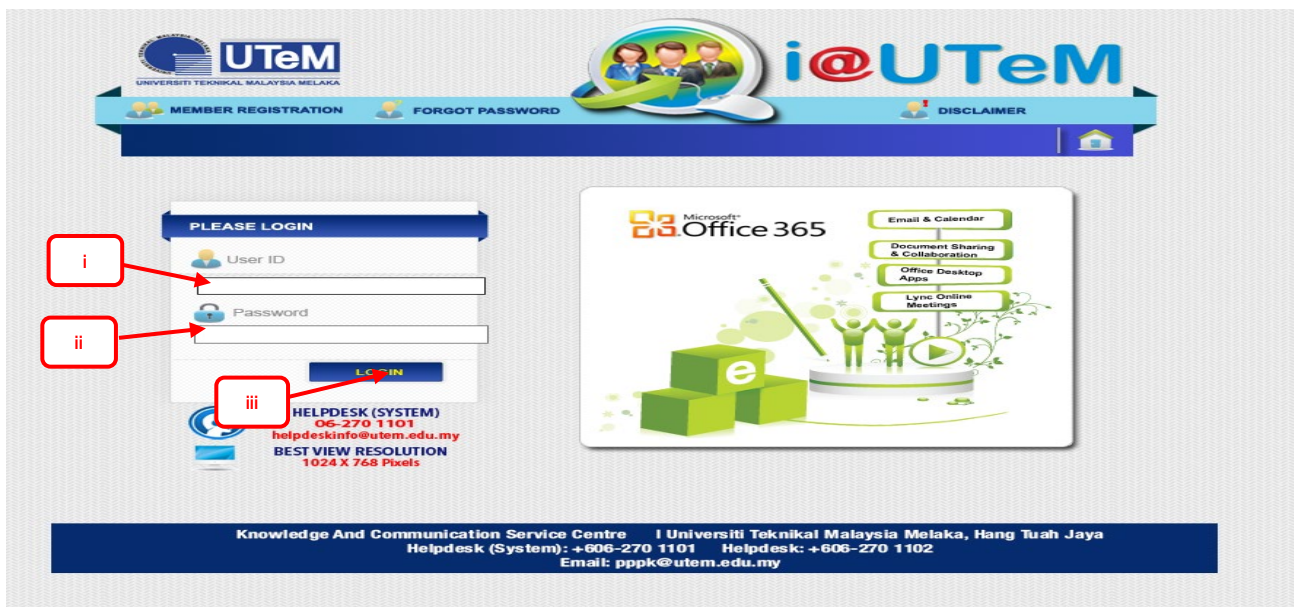 UTeM
UNIVERSITI TEKNIKAL MALAYSIA MELAKA
i@UTeM
MEMBER REGISTRATION
FORGOT PASSWORD
DISCLAIMER
PLEASE LOGIN
User ID
i
Password
ii
LOGIN
iii
HELPDESK (SYSTEM)
06-270 1101
helpdeskinfo@utem.edu.my
BEST VIEW RESOLUTION
1024 X 768 Pixels
Microsoft
Office 365
Email & Calendar
Document Sharing
& Collaboration
Office Desktop
Apps
Lync Online
Meetings
e
Knowledge And Communication Service Centre I Universiti Teknikal Malaysia Melaka, Hang Tuah Jaya
Helpdesk (System): +606-270 1101 Helpdesk: +606-270 1102
Email: pppk@utem.edu.my